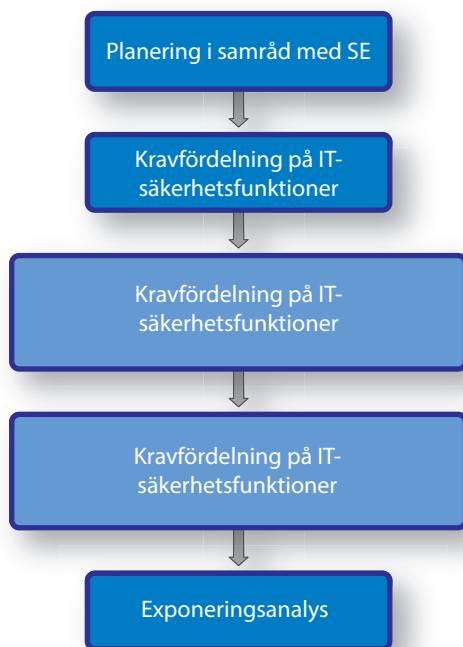 Planering i samråd med SE
Kravfördelning på IT-
säkerhetsfunktioner
Kravfördelning på IT-
säkerhetsfunktioner
Kravfördelning på IT-
säkerhetsfunktioner
Exponeringsanalys